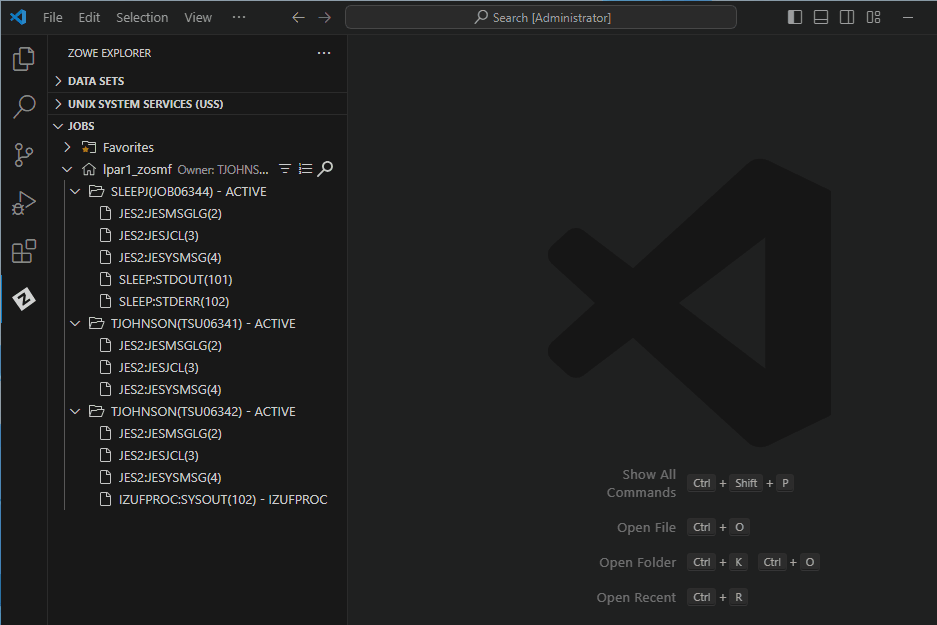 File Edit Selection View ···
Search [Administrator]
ZOWE EXPLORER ···
DATA SETS
UNIX SYSTEM SERVICES (USS)
JOBS
Favorites
lpar1_zosmf Owner: TJOHNS...
SLEEPJ(JOB06344) - ACTIVE
JES2:JESMSGLG(2)
JES2:JESJCL(3)
JES2:JESYSMSG(4)
SLEEP:STDOUT(101)
SLEEP:STDERR(102)
TJOHNSON(TSU06341) - ACTIVE
JES2:JESMSGLG(2)
JES2:JESJCL(3)
JES2:JESYSMSG(4)
TJOHNSON(TSU06342) - ACTIVE
JES2:JESMSGLG(2)
JES2:JESJCL(3)
JES2:JESYSMSG(4)
IZUFPROC:SYSOUT(102) - IZUFPROC
Show All
Commands
Ctrl + Shift + P
Open File Ctrl + O
Open Folder Ctrl + K Ctrl + O
Open Recent Ctrl + R